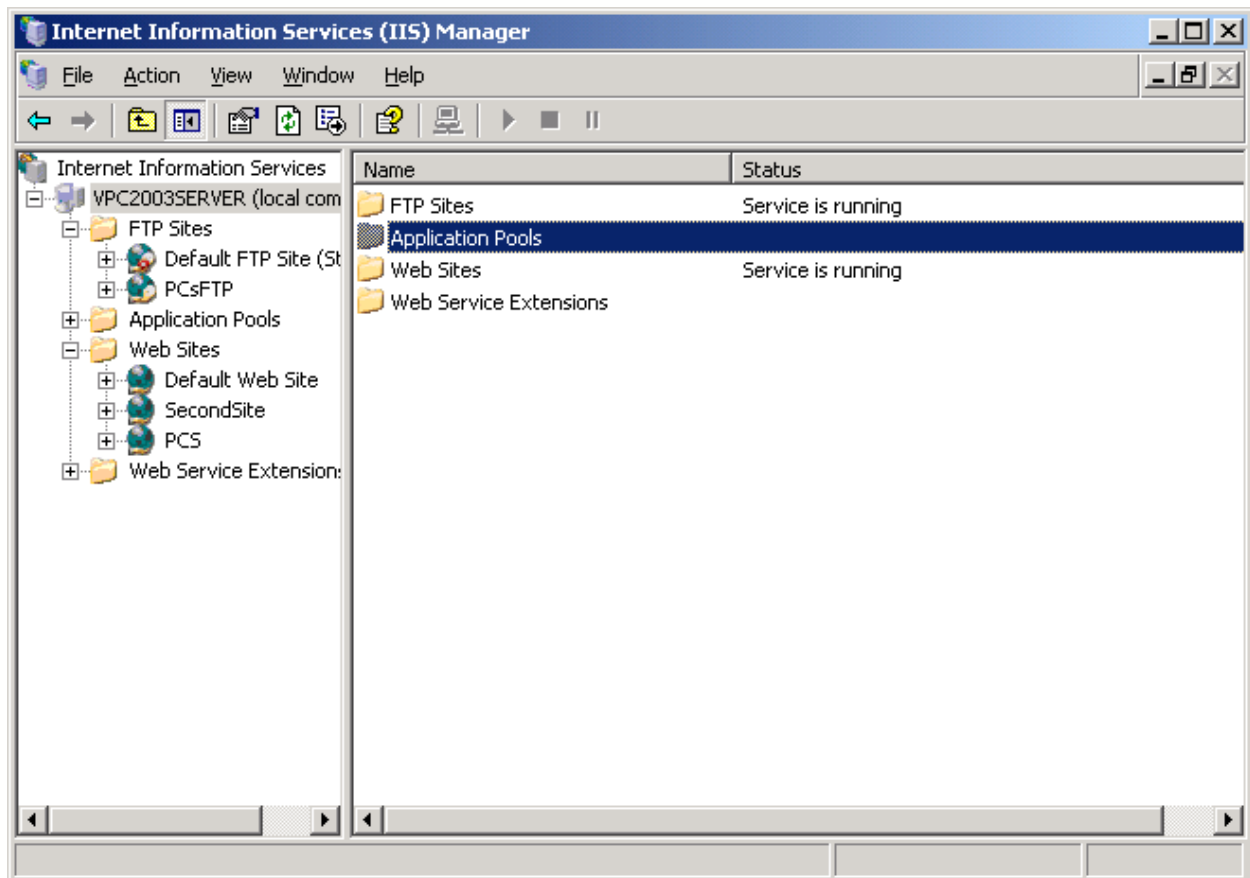 Internet Information Services (IIS) Manager
File Action View Window Help
Internet Information Services
VPC2003SERVER (local com
FTP Sites
Default FTP Site (St
PCsFTP
Application Pools
Web Sites
Default Web Site
SecondSite
PCS
Web Service Extensions
Name Status
FTP Sites Service is running
Application Pools
Web Sites Service is running
Web Service Extensions